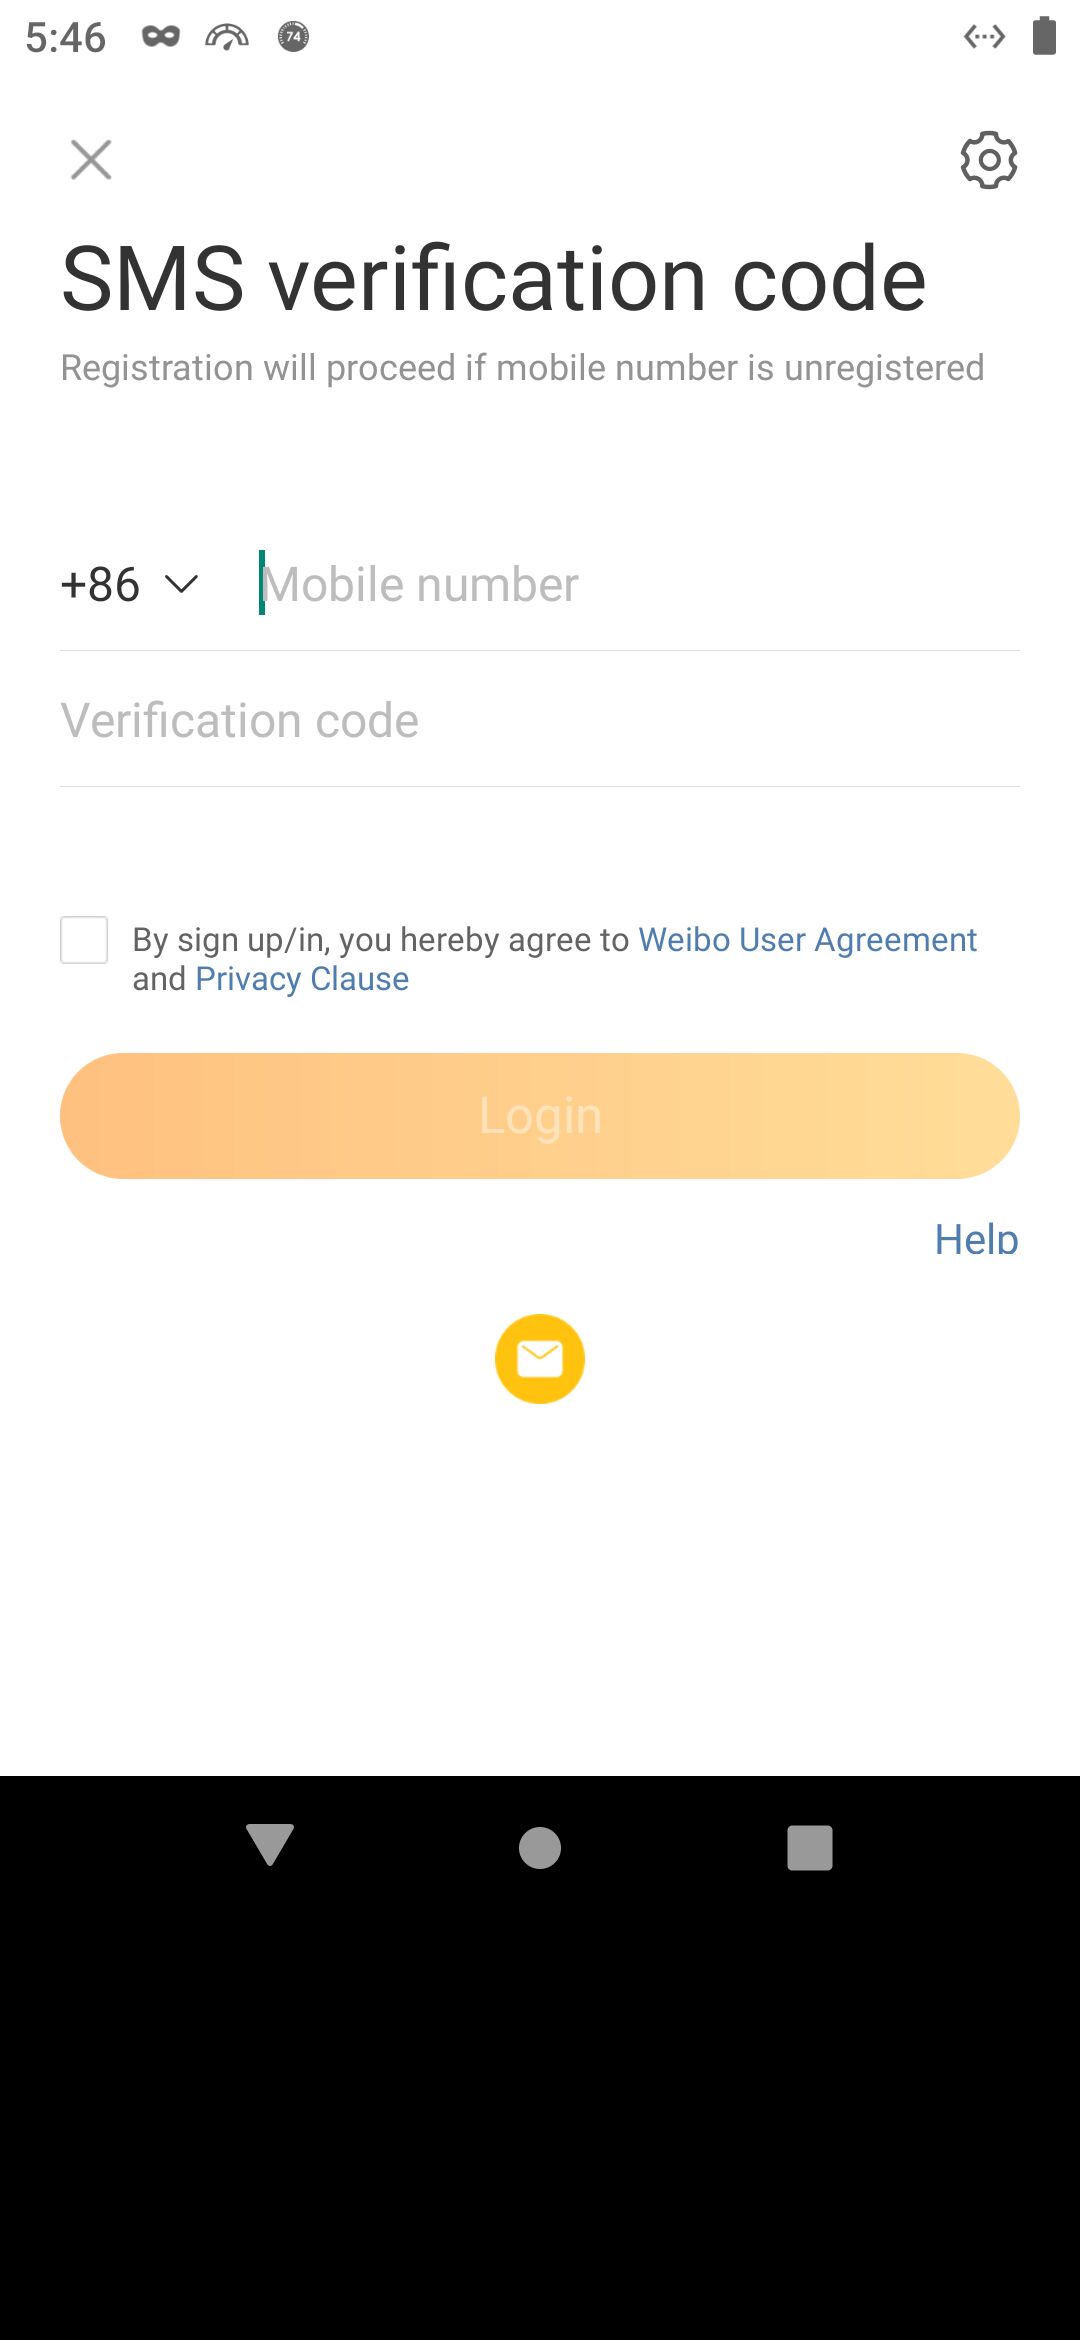 5:46
74
SMS verification code
Registration will proceed if mobile number is unregistered
+86
Mobile number
Verification code
By sign up/in, you hereby agree to Weibo User Agreement
and Privacy Clause
Login
Help